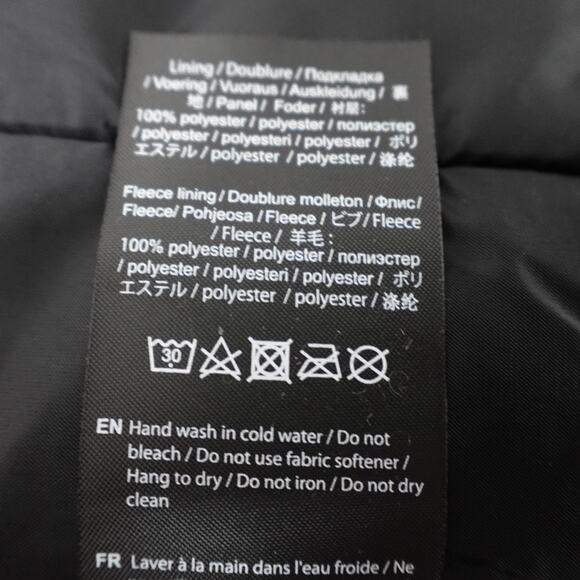 Lining / Doublure / Подкладка
/ Voering / Vuoraus / Auskleidung / 裏
地 / Panel / Foder / 衬层:
100% polyester / polyester / полиэстер
/ polyester / polyesteri / polyester / ポリ
エステル / polyester / polyester / 涤纶
Fleece lining / Doublure molleton / Флис/
Fleece/ Pohjeosa / Fleece / ビブ/ Fleece
/ Fleece / 羊毛:
100% polyester / polyester / полиэстер
/ polyester / polyesteri / polyester / ポリ
エステル / polyester / polyester / 涤纶
30
EN Hand wash in cold water / Do not
bleach / Do not use fabric softener /
Hang to dry / Do not iron / Do not dry
clean
FR Laver à la main dans l'eau froide / Ne